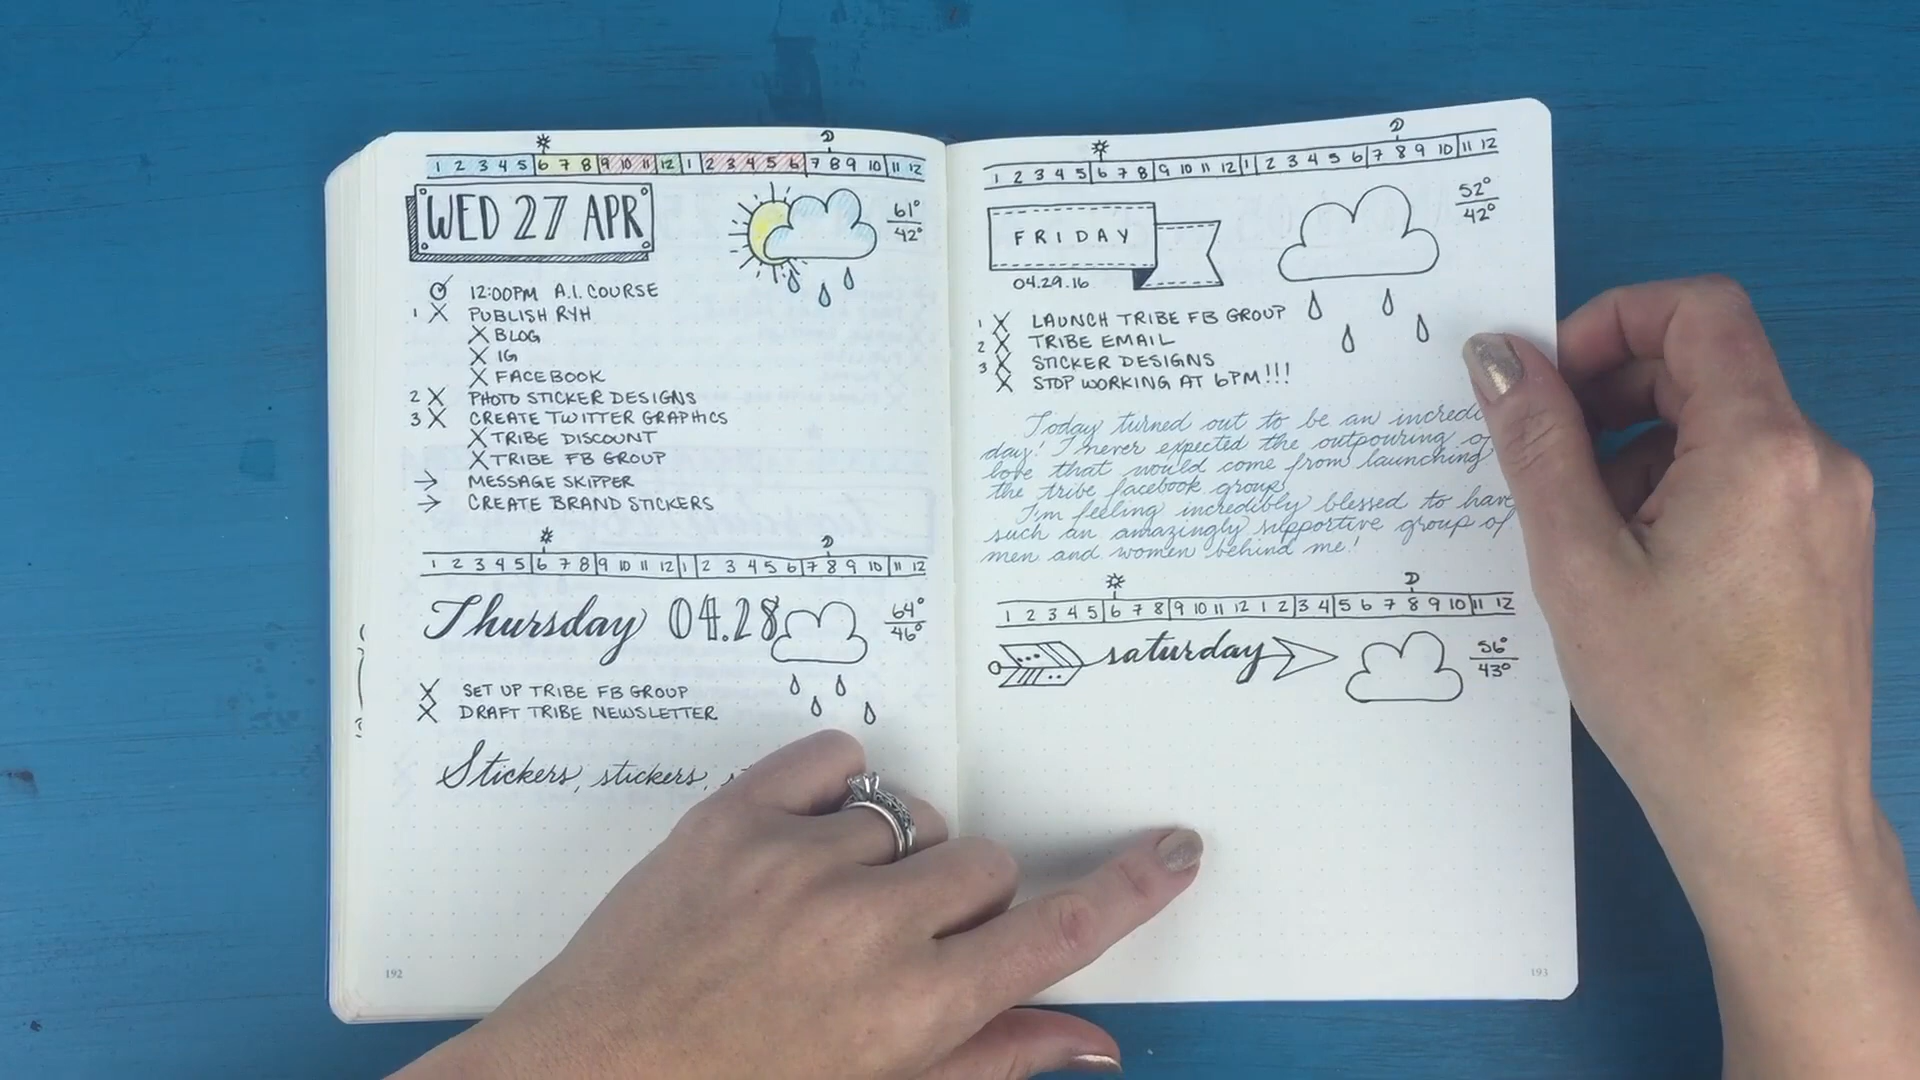 1 2 3 4 5 6 7 8 9 10 11 12 1 2 3 4 5 6 7 8 9 10 11 12
WED 27 APR
61°
42°
12:00PM A.I. COURSE
1 X PUBLISH RYH
X BLOG
X IG
X FACEBOOK
2 X PHOTO STICKER DESIGNS
3 X CREATE TWITTER GRAPHICS
X TRIBE DISCOUNT
X TRIBE FB GROUP
→ MESSAGE SKIPPER
→ CREATE BRAND STICKERS
1 2 3 4 5 6 7 8 9 10 11 12 1 2 3 4 5 6 7 8 9 10 11 12
Thursday 04.28
64°
46°
X SET UP TRIBE FB GROUP
X DRAFT TRIBE NEWSLETTER
Stickers, stickers,
192
1 2 3 4 5 6 7 8 9 10 11 12 1 2 3 4 5 6 7 8 9 10 11 12
FRIDAY
04.29.16
52°
42°
1 X LAUNCH TRIBE FB GROUP
2 X TRIBE EMAIL
3 X STICKER DESIGNS
X STOP WORKING AT 6PM!!!
Today turned out to be an incredi
day! I never expected the outpouring of
love that would come from launching
the tribe facebook group
I'm feeling incredibly blessed to have
such an amazingly supportive group of
men and women behind me!
1 2 3 4 5 6 7 8 9 10 11 12 1 2 3 4 5 6 7 8 9 10 11 12
saturday
56°
43°
193